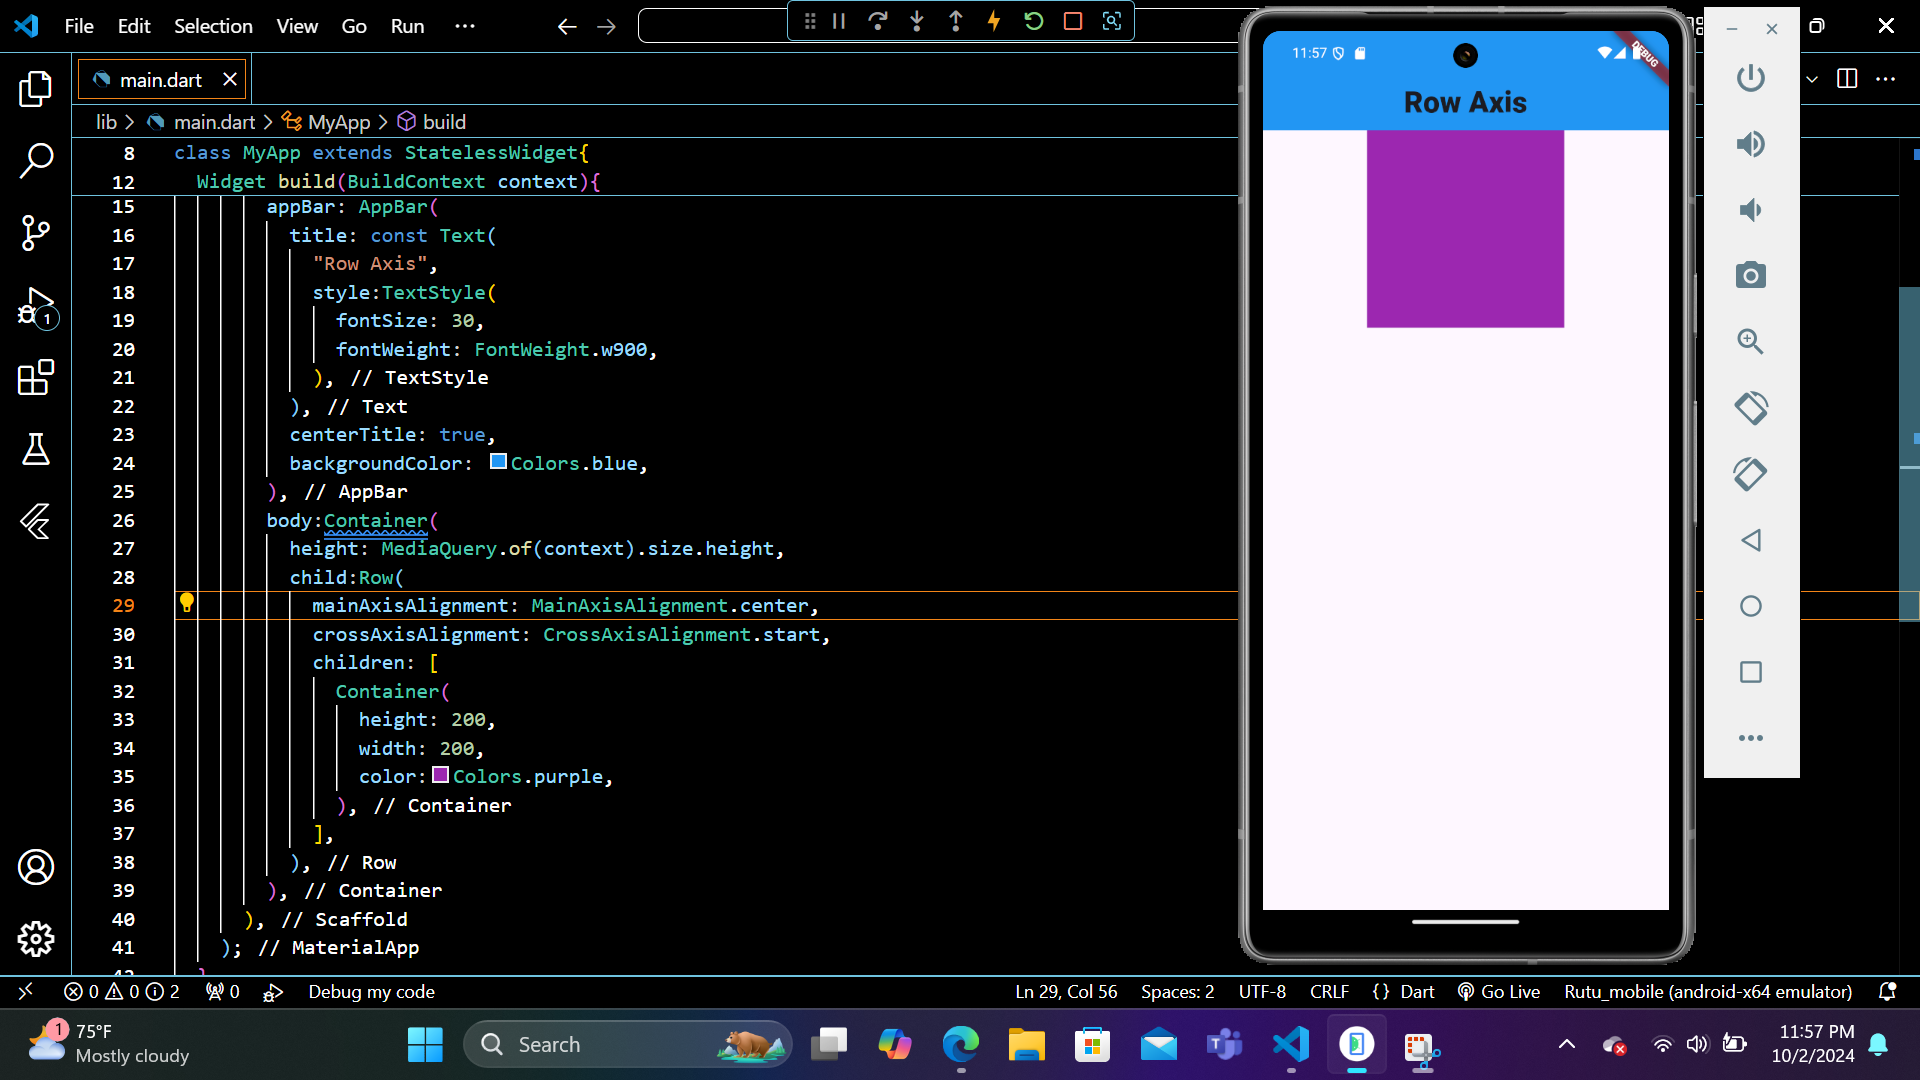 File Edit Selection View Go Run ···
main.dart
lib > main.dart > MyApp > build
8 class MyApp extends StatelessWidget{
12 Widget build(BuildContext context){
15 appBar: AppBar(
16 title: const Text(
17 "Row Axis",
18 style:TextStyle(
19 fontSize: 30,
20 fontWeight: FontWeight.w900,
21 ), // TextStyle
22 ), // Text
23 centerTitle: true,
24 backgroundColor: Colors.blue,
25 ), // AppBar
26 body:Container(
27 height: MediaQuery.of(context).size.height,
28 child:Row(
29 mainAxisAlignment: MainAxisAlignment.center,
30 crossAxisAlignment: CrossAxisAlignment.start,
31 children: [
32 Container(
33 height: 200,
34 width: 200,
35 color: Colors.purple,
36 ), // Container
37 ],
38 ), // Row
39 ), // Container
40 ), // Scaffold
41 ); // MaterialApp
42 }
1
11:57
DEBUG
Row Axis
0 0 2 0 Debug my code Ln 29, Col 56 Spaces: 2 UTF-8 CRLF {} Dart Go Live Rutu_mobile (android-x64 emulator)
1
75°F
Mostly cloudy
Search
11:57 PM
10/2/2024